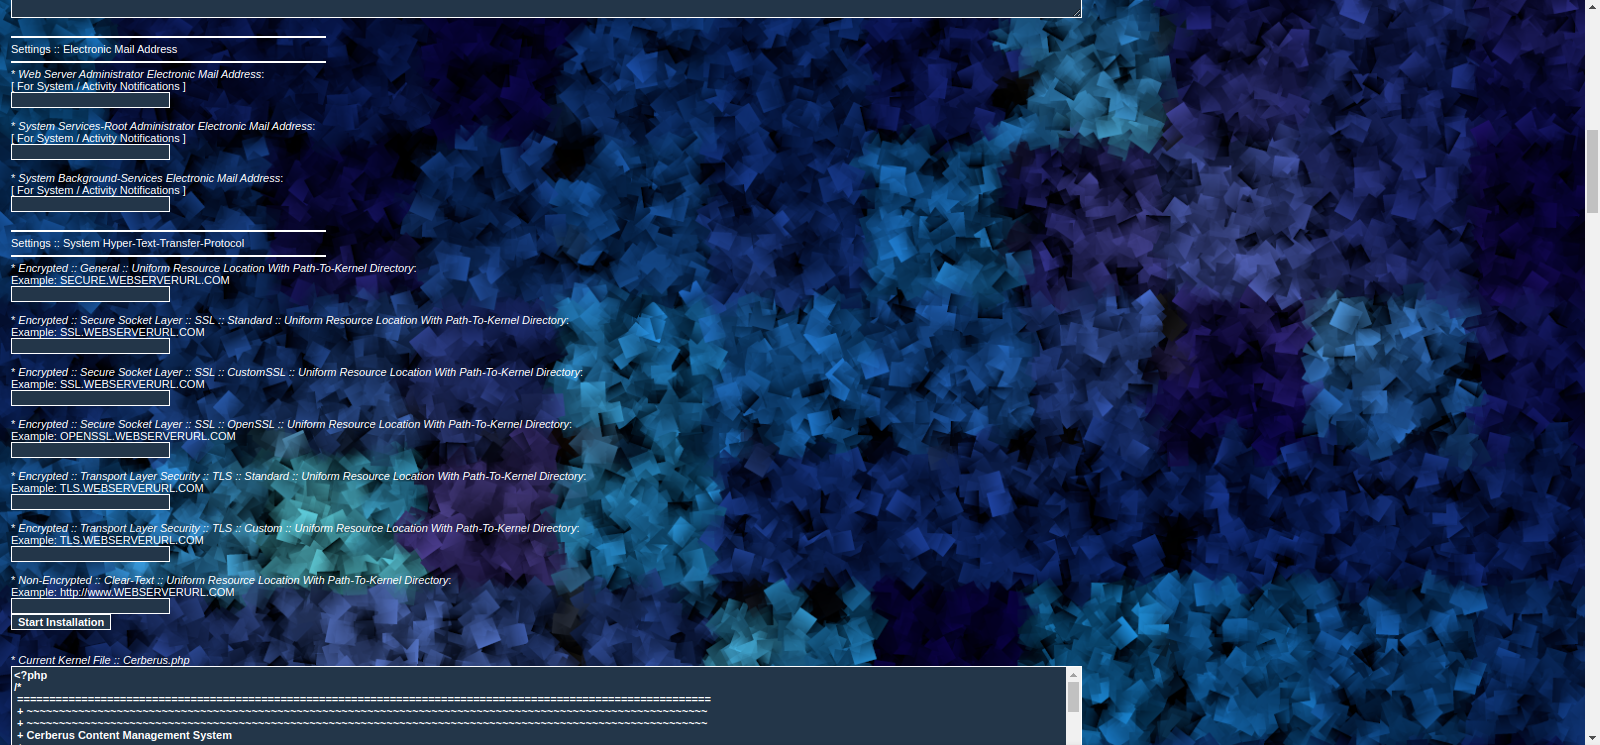 Settings :: Electronic Mail Address
* Web Server Administrator Electronic Mail Address:
[ For System / Activity Notifications ]
* System Services-Root Administrator Electronic Mail Address:
[ For System / Activity Notifications ]
* System Background-Services Electronic Mail Address:
[ For System / Activity Notifications ]
Settings :: System Hyper-Text-Transfer-Protocol
* Encrypted :: General :: Uniform Resource Location With Path-To-Kernel Directory:
Example: SECURE.WEBSERVERURL.COM
* Encrypted :: Secure Socket Layer :: SSL :: Standard :: Uniform Resource Location With Path-To-Kernel Directory:
Example: SSL.WEBSERVERURL.COM
* Encrypted :: Secure Socket Layer :: SSL :: CustomSSL :: Uniform Resource Location With Path-To-Kernel Directory:
Example: SSL.WEBSERVERURL.COM
* Encrypted :: Secure Socket Layer :: SSL :: OpenSSL :: Uniform Resource Location With Path-To-Kernel Directory:
Example: OPENSSL.WEBSERVERURL.COM
* Encrypted :: Transport Layer Security :: TLS :: Standard :: Uniform Resource Location With Path-To-Kernel Directory:
Example: TLS.WEBSERVERURL.COM
* Encrypted :: Transport Layer Security :: TLS :: Custom :: Uniform Resource Location With Path-To-Kernel Directory:
Example: TLS.WEBSERVERURL.COM
* Non-Encrypted :: Clear-Text :: Uniform Resource Location With Path-To-Kernel Directory:
Example: http://www.WEBSERVERURL.COM
Start Installation
* Current Kernel File :: Cerberus.php
<?php
/*
============================================================================================================
+ ~~~~~~~~~~~~~~~~~~~~~~~~~~~~~~~~~~~~~~~~~~~~~~~~~~~~~~~~~~~~~~~~~~~~~~~~~~~~~~~~~~~~~~~~~~~~~~~~~~~~~~~~~~
+ ~~~~~~~~~~~~~~~~~~~~~~~~~~~~~~~~~~~~~~~~~~~~~~~~~~~~~~~~~~~~~~~~~~~~~~~~~~~~~~~~~~~~~~~~~~~~~~~~~~~~~~~~~~
+ Cerberus Content Management System